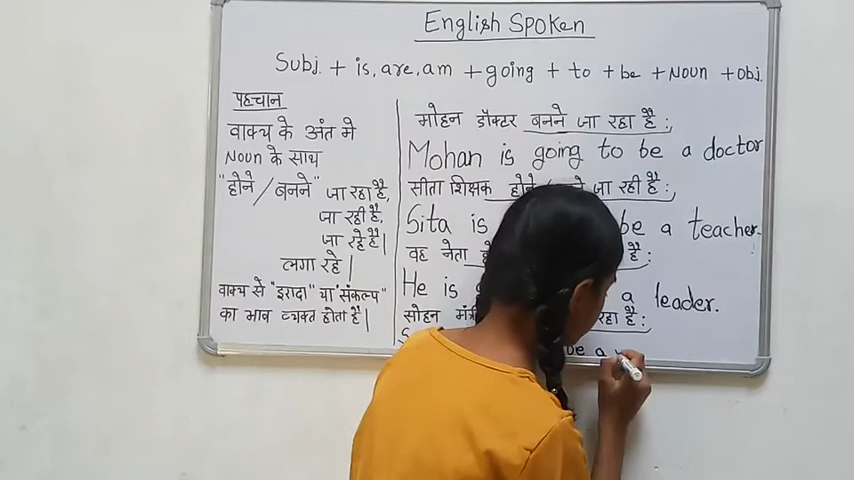 English Spoken
Subj. + is, are, am + going + to + be + Noun + obj.
पहचान
वाक्य के अंत मे
Noun के साथ
"होने / बनने" जा रहा है,
जा रही है,
जा रहे है|
लगा रहे|
वाक्य से "इरादा" या "संकल्प"
का भाव व्यक्त होता है|
मोहन डॉक्टर बनने जा रहा है :,
Mohan is going to be a doctor
सीता शिक्षक होने जा रही है :,
Sita is be a teacher.
वह नेता है :
He is a leader.
सोहन रहा है :
be a